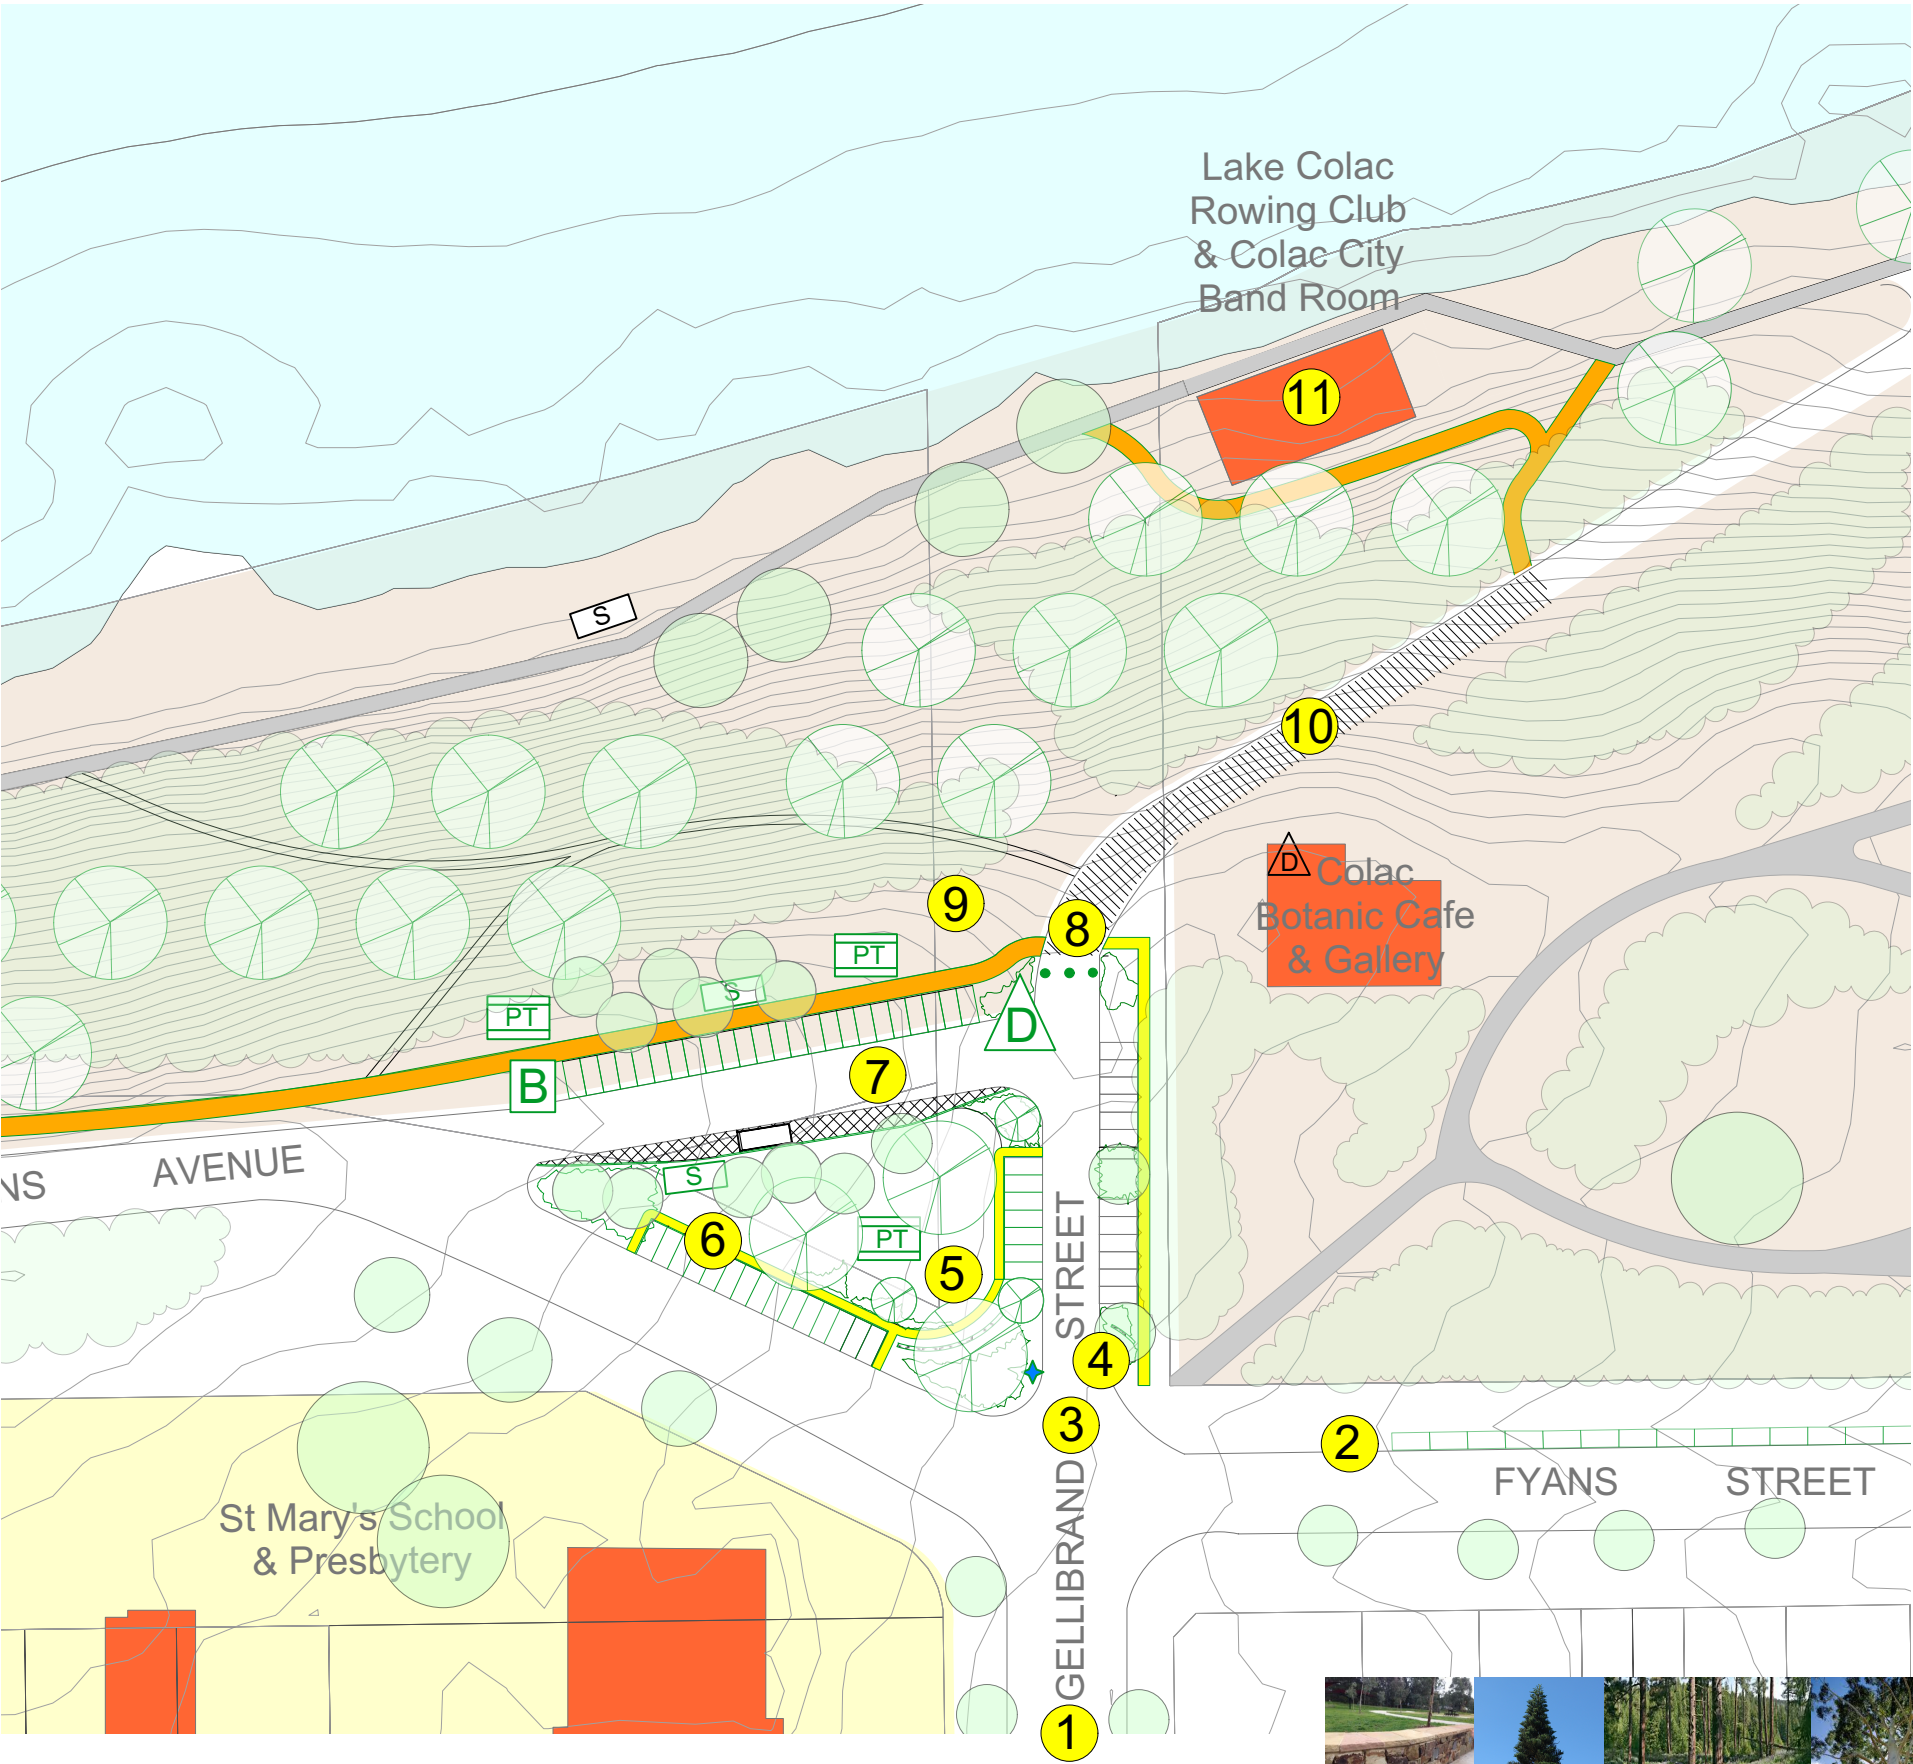 Lake Colac
Rowing Club
& Colac City
Band Room
11
S
10
D
Colac
Botanic Cafe
& Gallery
9
8
PT
S
PT
D
B
7
NS AVENUE
S
6
PT
5
STREET
4
3
2
FYANS STREET
St Mary's School
& Presbytery
GELLIBRAND
1